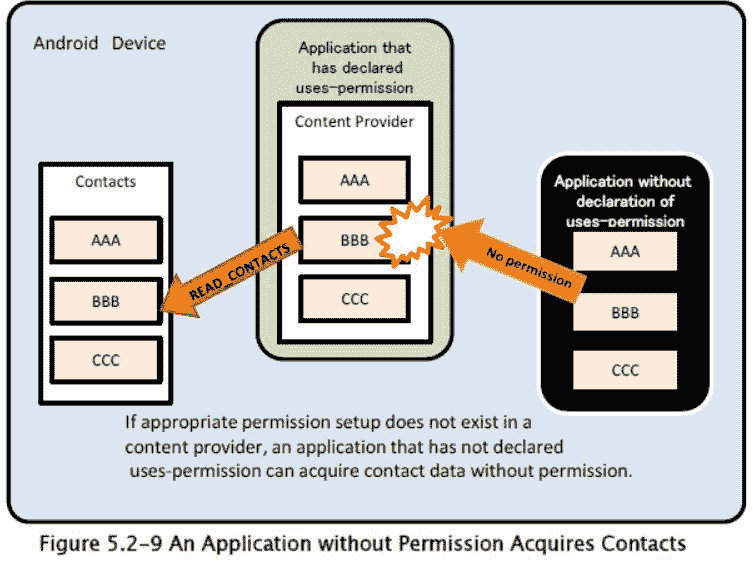 Android Device
Application that
has declared
uses-permission
Content Provider
AAA
BBB
CCC
Contacts
AAA
BBB
CCC
READ_CONTACTS
No permission
Application without
declaration of
uses-permission
AAA
BBB
CCC
If appropriate permission setup does not exist in a
content provider, an application that has not declared
uses-permission can acquire contact data without permission.
Figure 5.2-9 An Application without Permission Acquires Contacts